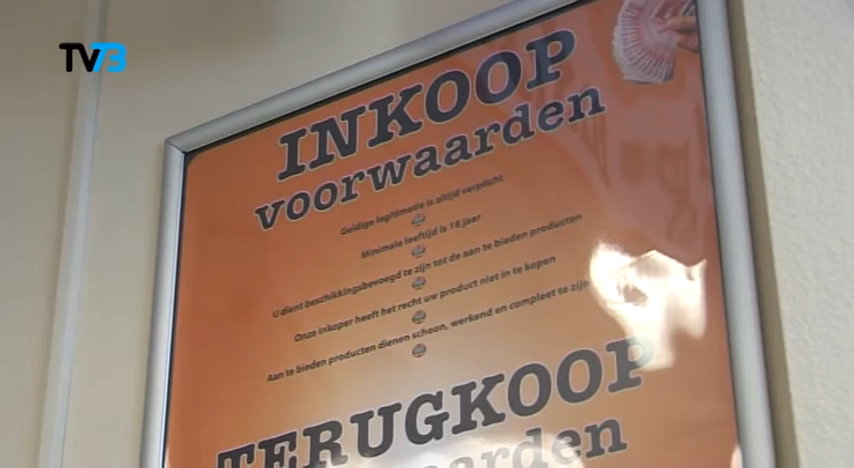 TV73
INKOOP
voorwaarden
Geldige legitimatie is altijd verplicht
Minimale leeftijd is 18 jaar
U dient beschikkingsbevoegd te zijn tot de aan te bieden producten
Onze inkoper heeft het recht uw product niet in te kopen
Aan te bieden producten dienen schoon, werkend en compleet te zijn
TERUGKOOP